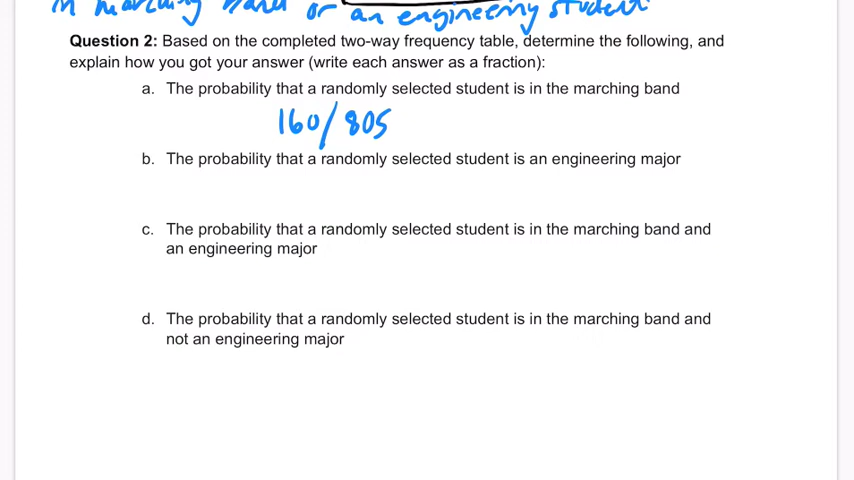 in marching band or an engineering student
Question 2: Based on the completed two-way frequency table, determine the following, and
explain how you got your answer (write each answer as a fraction):
a. The probability that a randomly selected student is in the marching band
160/805
b. The probability that a randomly selected student is an engineering major
c. The probability that a randomly selected student is in the marching band and
an engineering major
d. The probability that a randomly selected student is in the marching band and
not an engineering major